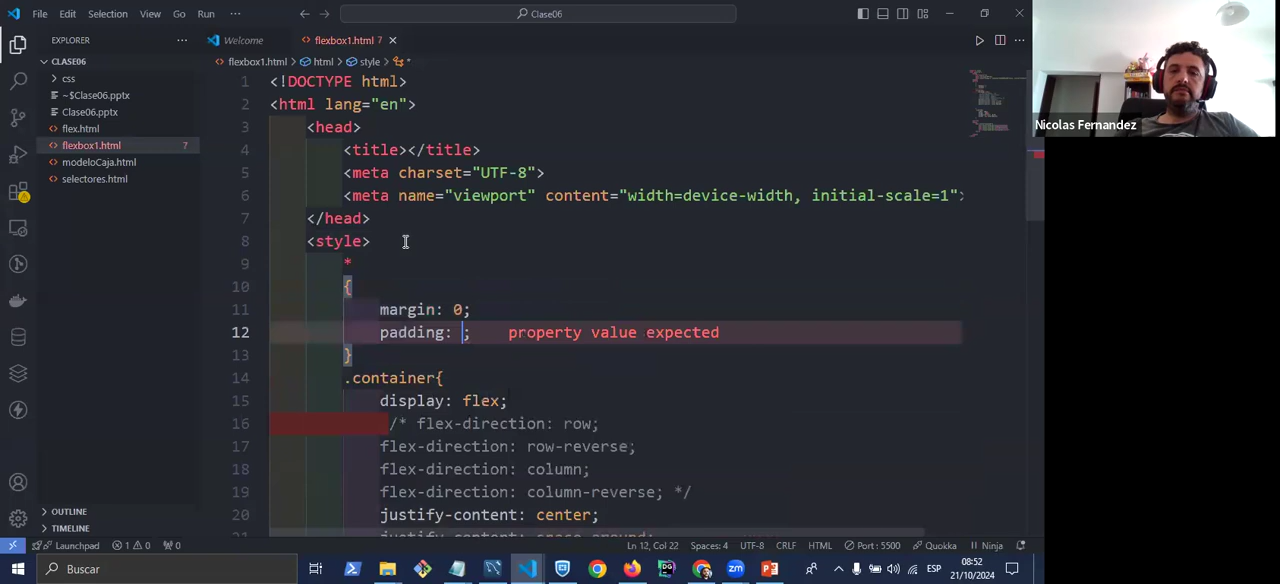 File Edit Selection View Go Run ···
Clase06
EXPLORER
Welcome
flexbox1.html 7
CLASE06
flexbox1.html > html > style > *
css
~$Clase06.pptx
Clase06.pptx
flex.html
flexbox1.html 7
modeloCaja.html
selectores.html
OUTLINE
TIMELINE
1 <!DOCTYPE html>
2 <html lang="en">
3 <head>
4 <title></title>
5 <meta charset="UTF-8">
6 <meta name="viewport" content="width=device-width, initial-scale=1">
7 </head>
8 <style>
9 *
10 {
11 margin: 0;
12 padding: ; property value expected
13 }
14 .container{
15 display: flex;
16 /* flex-direction: row;
17 flex-direction: row-reverse;
18 flex-direction: column;
19 flex-direction: column-reverse; */
20 justify-content: center;
Nicolas Fernandez
Launchpad 1 0 0 Ln 12, Col 22 Spaces: 4 UTF-8 CRLF HTML Port : 5500 Quokka Ninja
Buscar
ESP
08:52
21/10/2024